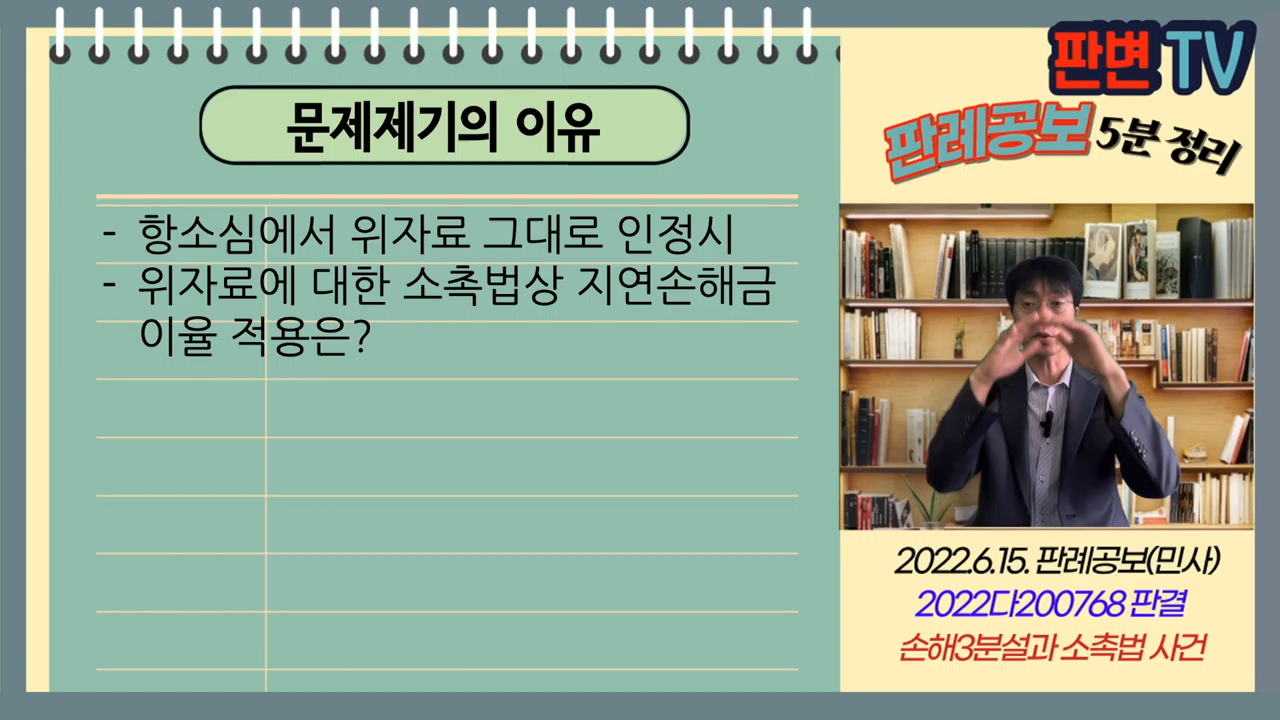 문제제기의 이유
- 항소심에서 위자료 그대로 인정시
- 위자료에 대한 소촉법상 지연손해금
이율 적용은?
판변 TV
판례공보 5분 정리
2022.6.15. 판례공보(민사)
2022다200768 판결
손해3분설과 소촉법 사건